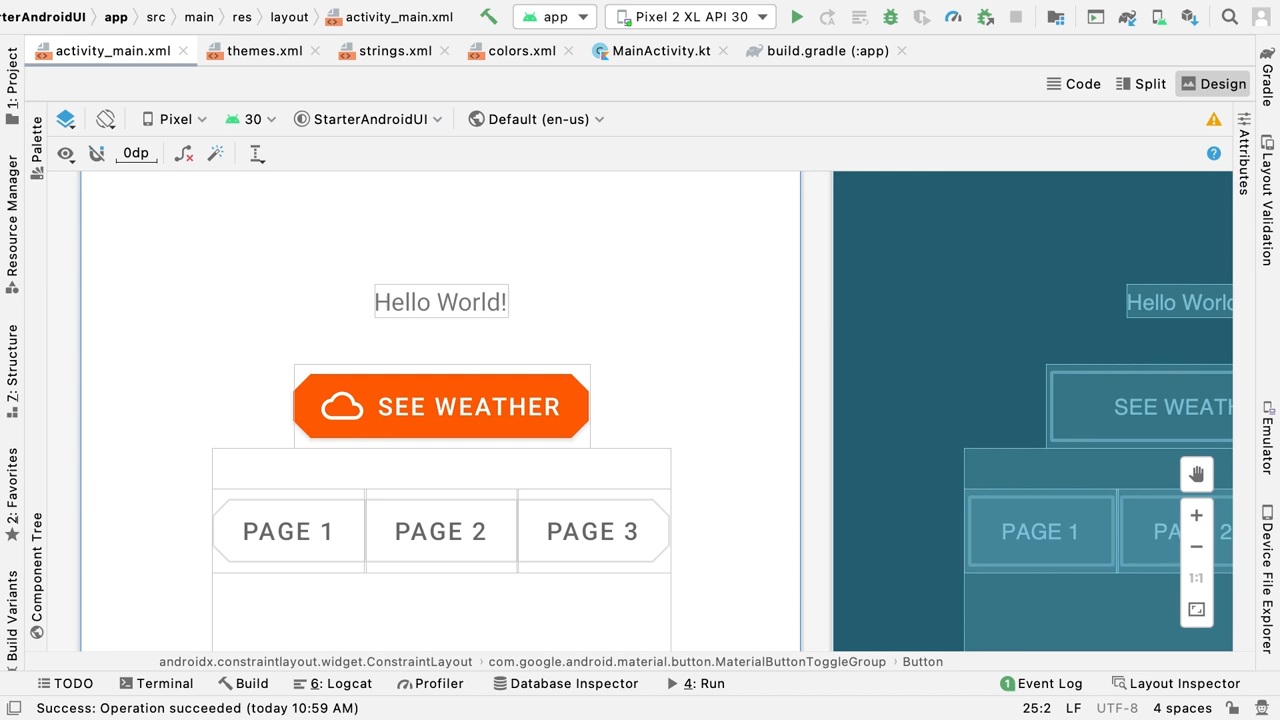 rterAndroidUI app src main res layout activity_main.xml app Pixel 2 XL API 30
activity_main.xml themes.xml strings.xml colors.xml MainActivity.kt build.gradle (:app)
Code Split Design
Pixel 30 StarterAndroidUI Default (en-us)
0dp
1: Project
Resource Manager
Z: Structure
2: Favorites
Build Variants
Palette
Component Tree
Hello World!
SEE WEATHER
PAGE 1 PAGE 2 PAGE 3
Hello World
SEE WEATH
PAGE 1 PA 2
1:1
Attributes
Gradle
Layout Validation
Emulator
Device File Explorer
androidx.constraintlayout.widget.ConstraintLayout com.google.android.material.button.MaterialButtonToggleGroup Button
TODO Terminal Build 6: Logcat Profiler Database Inspector 4: Run 1 Event Log Layout Inspector
Success: Operation succeeded (today 10:59 AM) 25:2 LF UTF-8 4 spaces